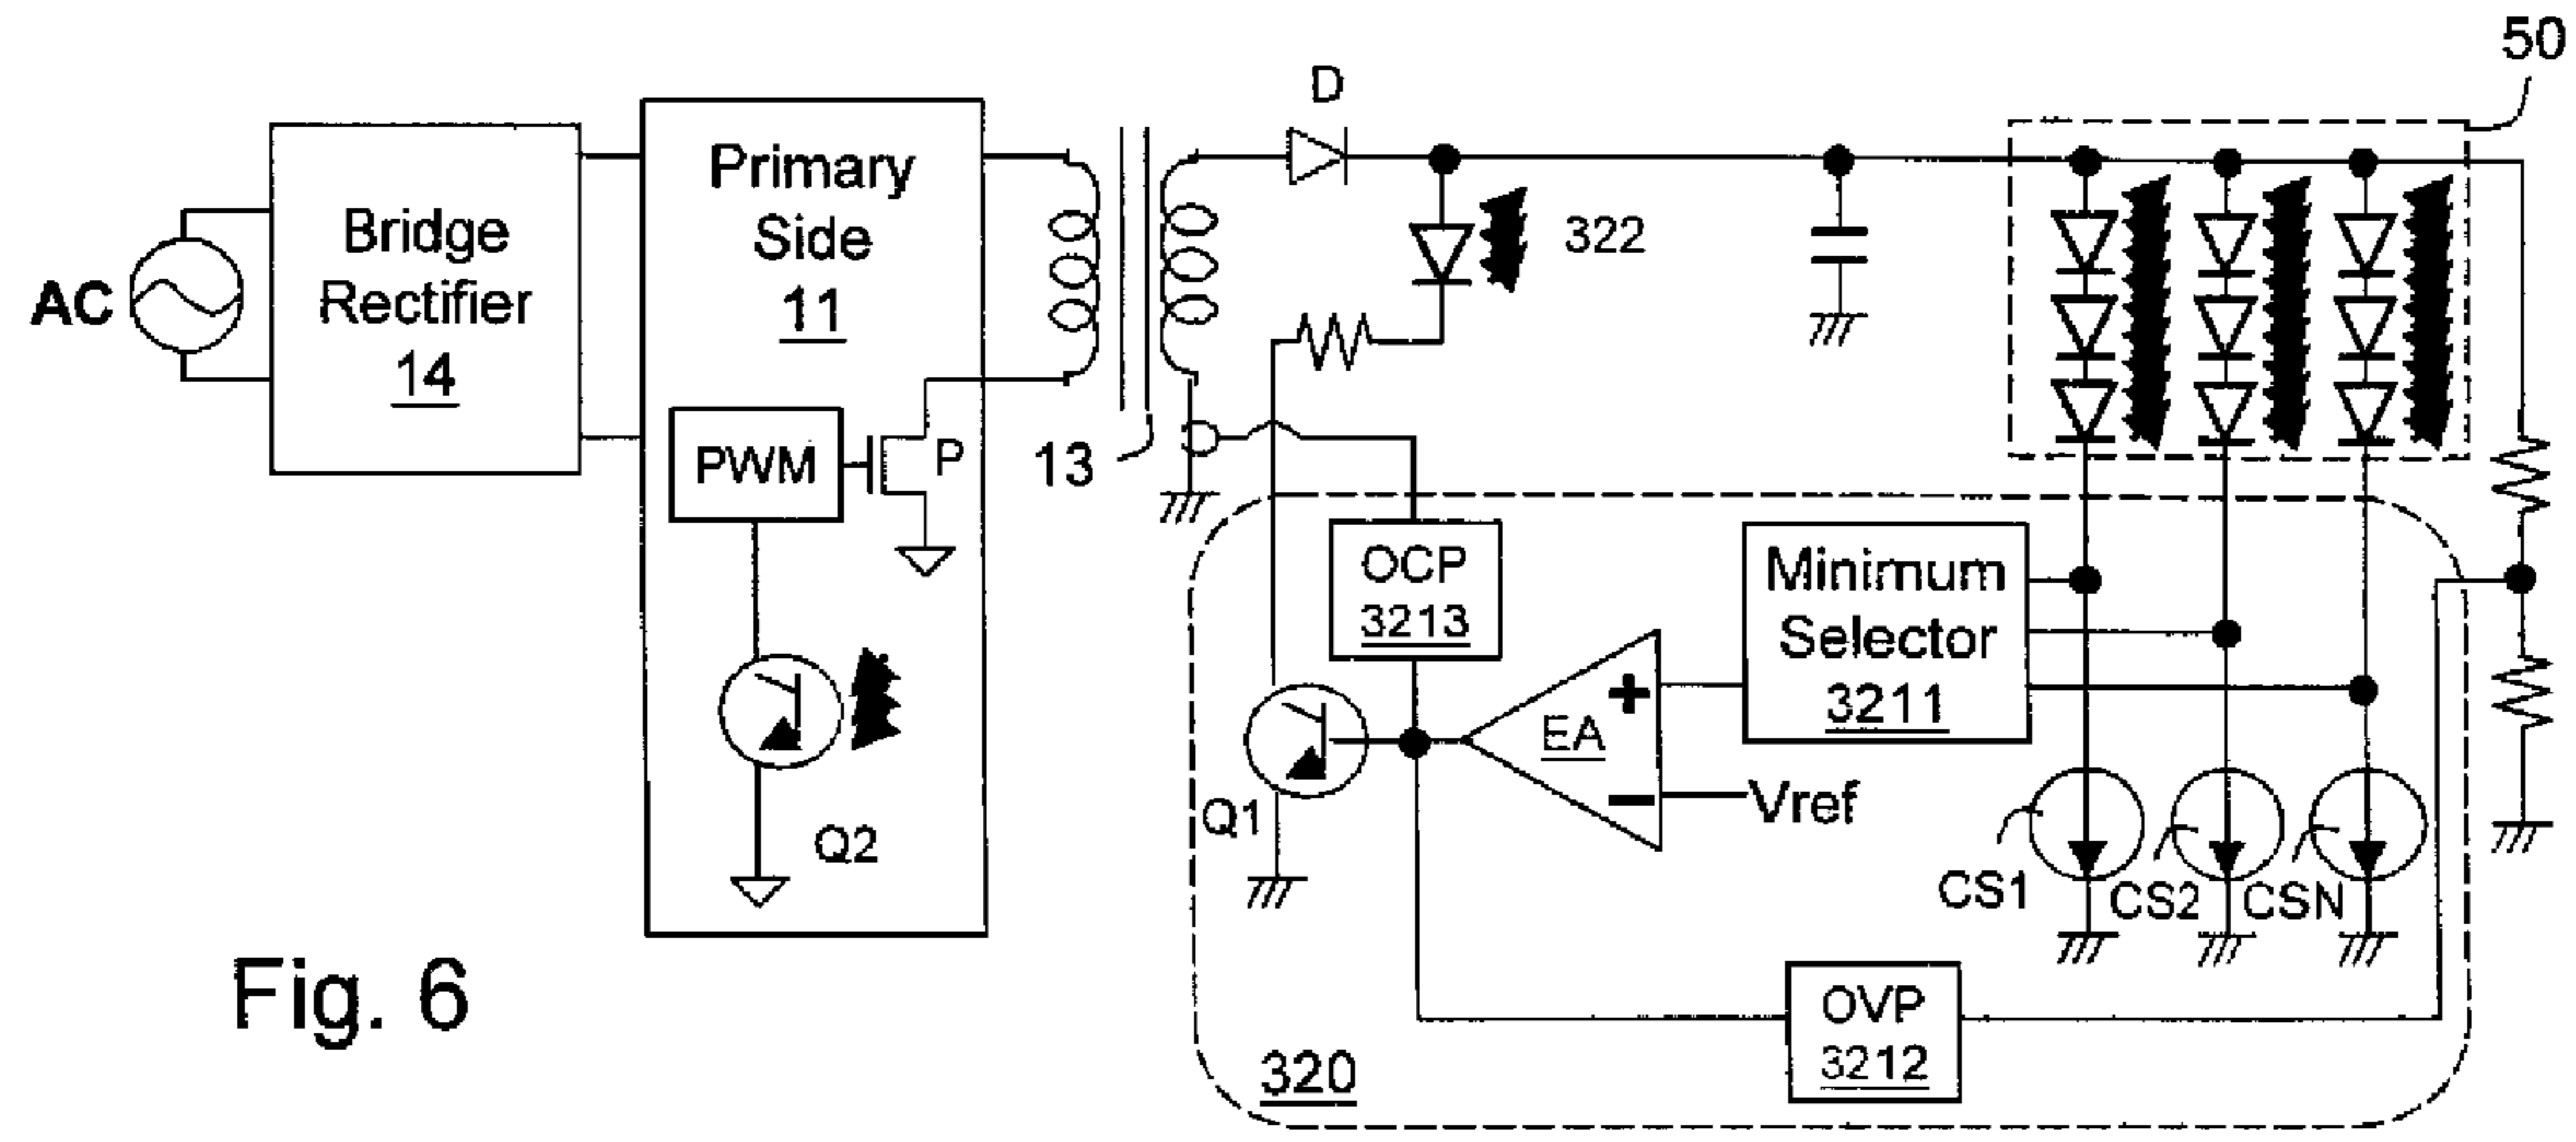 50
D
Primary
Side
11
Bridge
Rectifier
14
AC
322
PWM
P
13
OCP
3213
Minimum
Selector
3211
+
EA
-
Vref
Q1
Q2
CS1
CS2
CSN
OVP
3212
320
Fig. 6